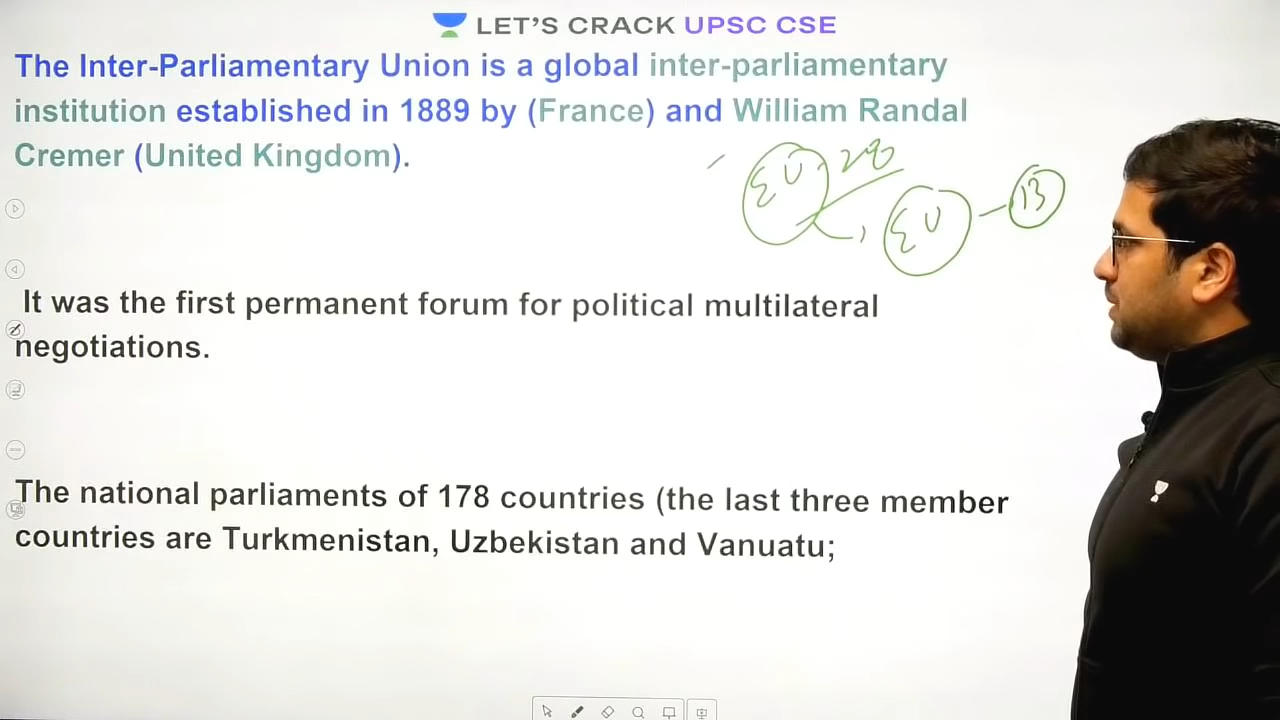 LET'S CRACK UPSC CSE
The Inter-Parliamentary Union is a global inter-parliamentary
institution established in 1889 by (France) and William Randal
Cremer (United Kingdom).
EU 28
EU - 13
It was the first permanent forum for political multilateral
negotiations.
The national parliaments of 178 countries (the last three member
countries are Turkmenistan, Uzbekistan and Vanuatu;